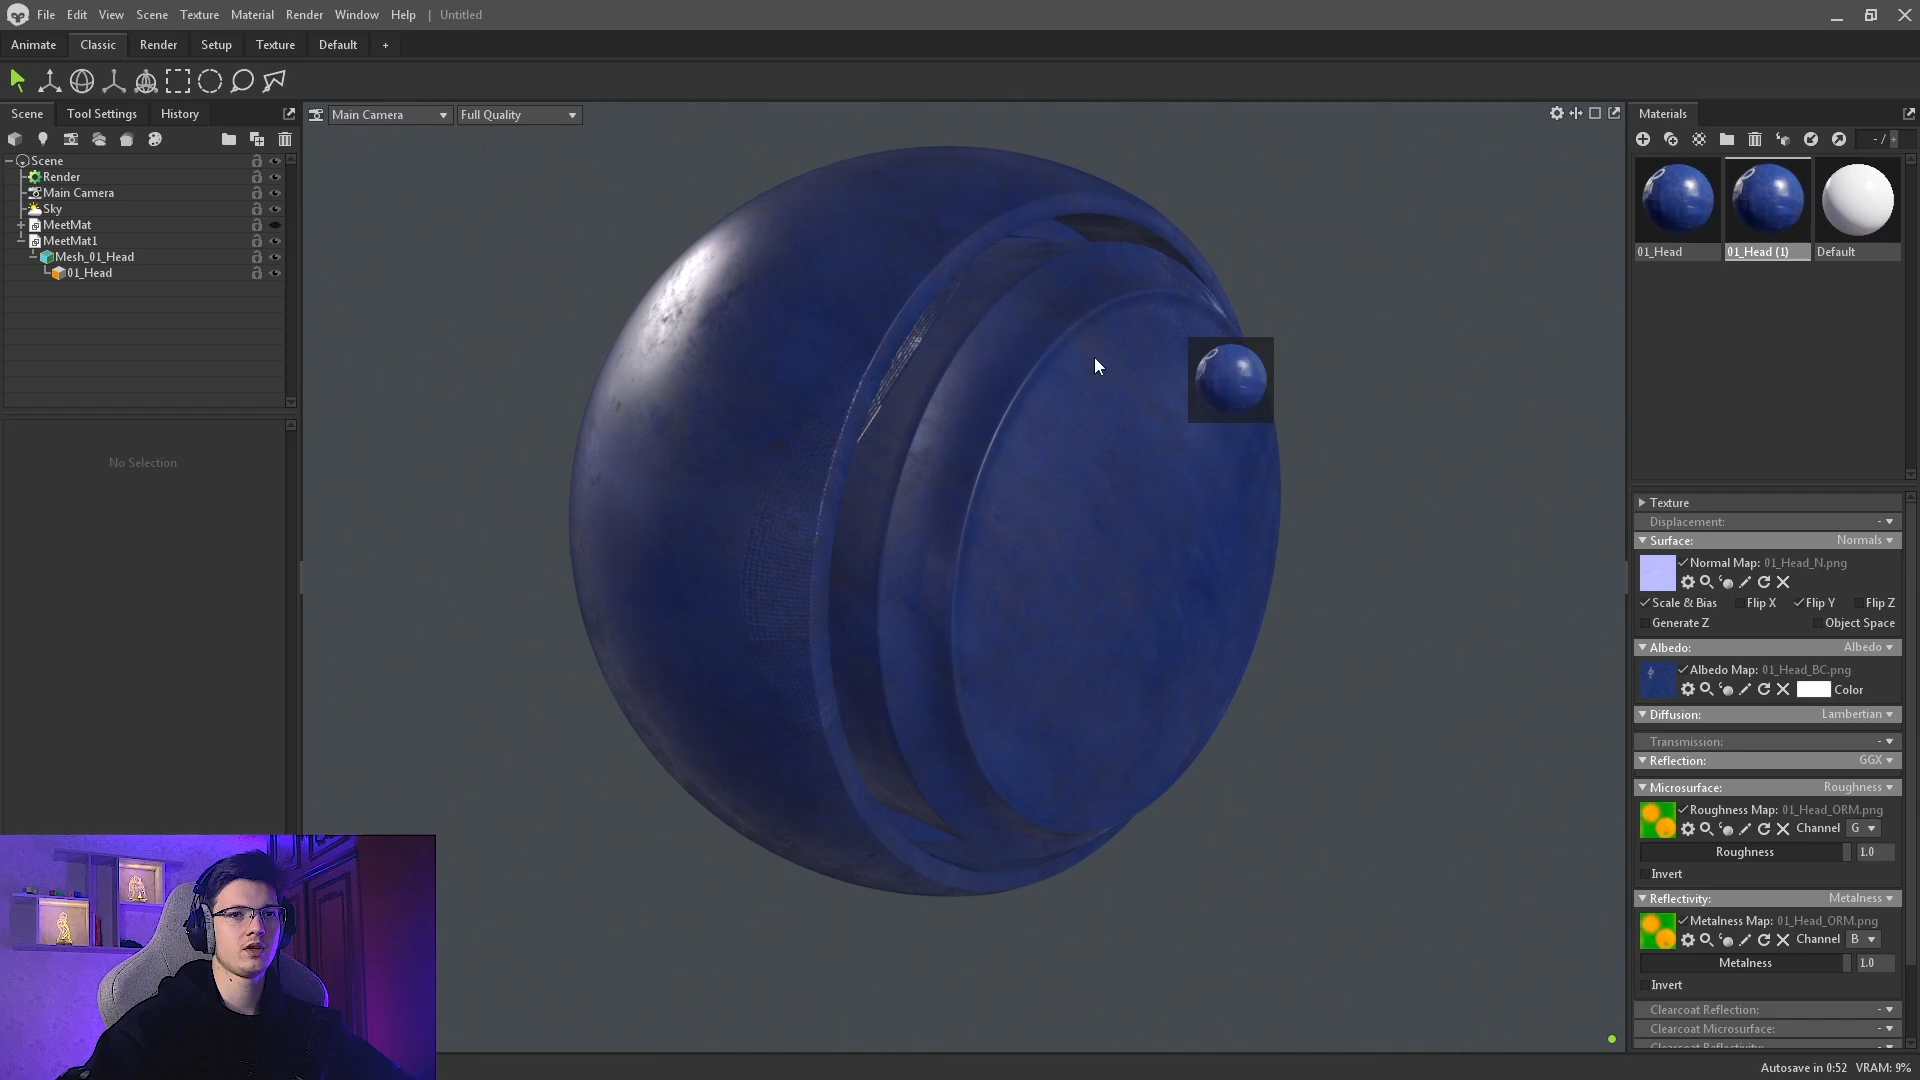 File Edit View Scene Texture Material Render Window Help | Untitled
Animate Classic Render Setup Texture Default +
Scene Tool Settings History
Main Camera Full Quality
Materials
- / +
Scene
Render
Main Camera
Sky
MeetMat
MeetMat1
Mesh_01_Head
01_Head
No Selection
01_Head 01_Head (1) Default
Texture
Displacement: -
Surface: Normals
Normal Map: 01_Head_N.png
Scale & Bias Flip X Flip Y Flip Z
Generate Z Object Space
Albedo: Albedo
Albedo Map: 01_Head_BC.png
Color
Diffusion: Lambertian
Transmission: -
Reflection: GGX
Microsurface: Roughness
Roughness Map: 01_Head_ORM.png
Channel G
Roughness 1.0
Invert
Reflectivity: Metalness
Metalness Map: 01_Head_ORM.png
Channel B
Metalness 1.0
Invert
Clearcoat Reflection: -
Clearcoat Microsurface: -
Clearcoat Reflectivity: -
Autosave in 0:52 VRAM: 9%